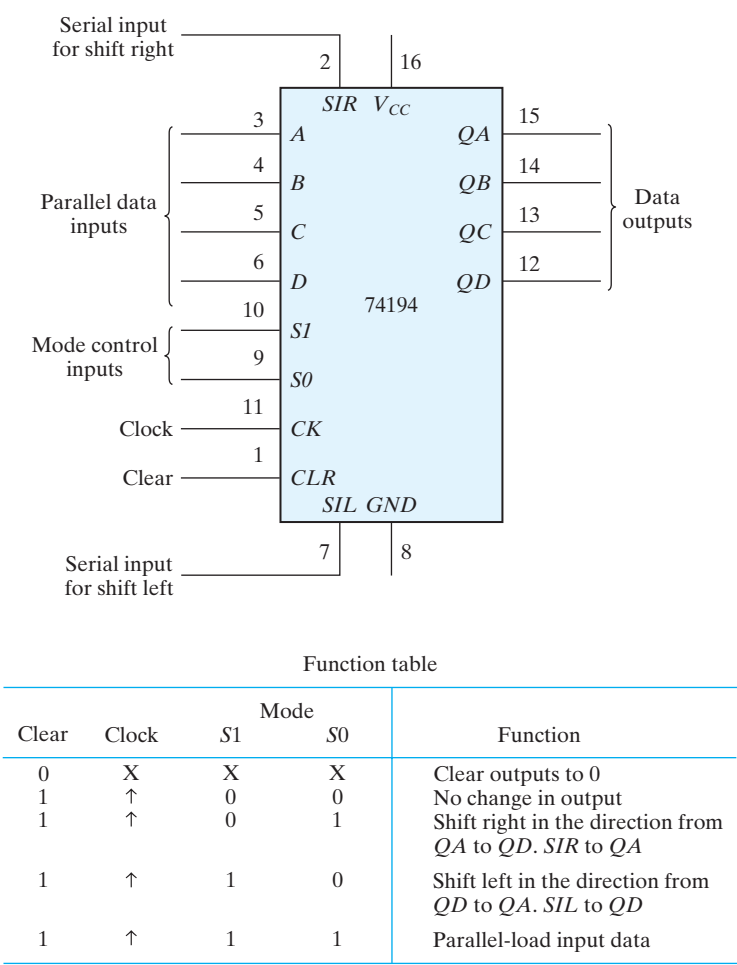 Serial input
for shift right
2
16
SIR VCC
3
A
QA
15
4
B
QB
14
Parallel data
inputs
Data
outputs
5
C
QC
13
6
D
QD
12
10
S1
74194
Mode control
inputs
9
S0
11
Clock
CK
1
Clear
CLR
SIL GND
7
8
Serial input
for shift left
Function table
Mode
Clear Clock S1 S0 Function
0 X X X Clear outputs to 0
1 ↑ 0 0 No change in output
1 ↑ 0 1 Shift right in the direction from
QA to QD. SIR to QA
1 ↑ 1 0 Shift left in the direction from
QD to QA. SIL to QD
1 ↑ 1 1 Parallel-load input data